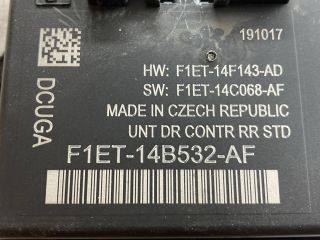 191017
HW: F1ET-14F143-AD
SW: F1ET-14C068-AF
MADE IN CZECH REPUBLIC
UNT DR CONTR RR STD
DCUGA
F1ET-14B532-AF